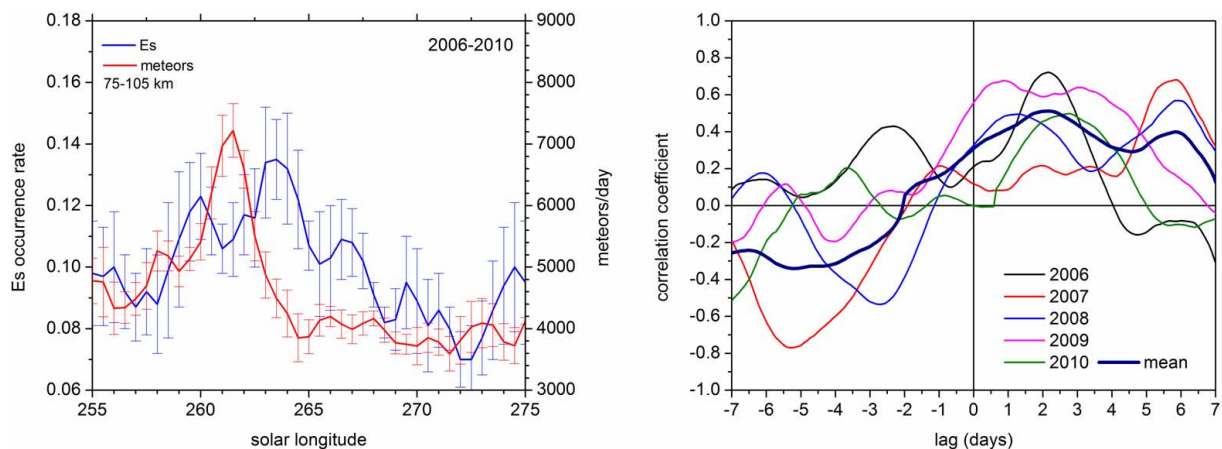 0.18
0.16
0.14
0.12
0.10
0.08
0.06
Es occurrence rate
Es
meteors
75-105 km
2006-2010
9000
8000
7000
6000
5000
4000
3000
meteors/day
255 260 265 270 275
solar longitude
1.0
0.8
0.6
0.4
0.2
0.0
-0.2
-0.4
-0.6
-0.8
-1.0
correlation coefficient
2006
2007
2008
2009
2010 mean
-7 -6 -5 -4 -3 -2 -1 0 1 2 3 4 5 6 7
lag (days)